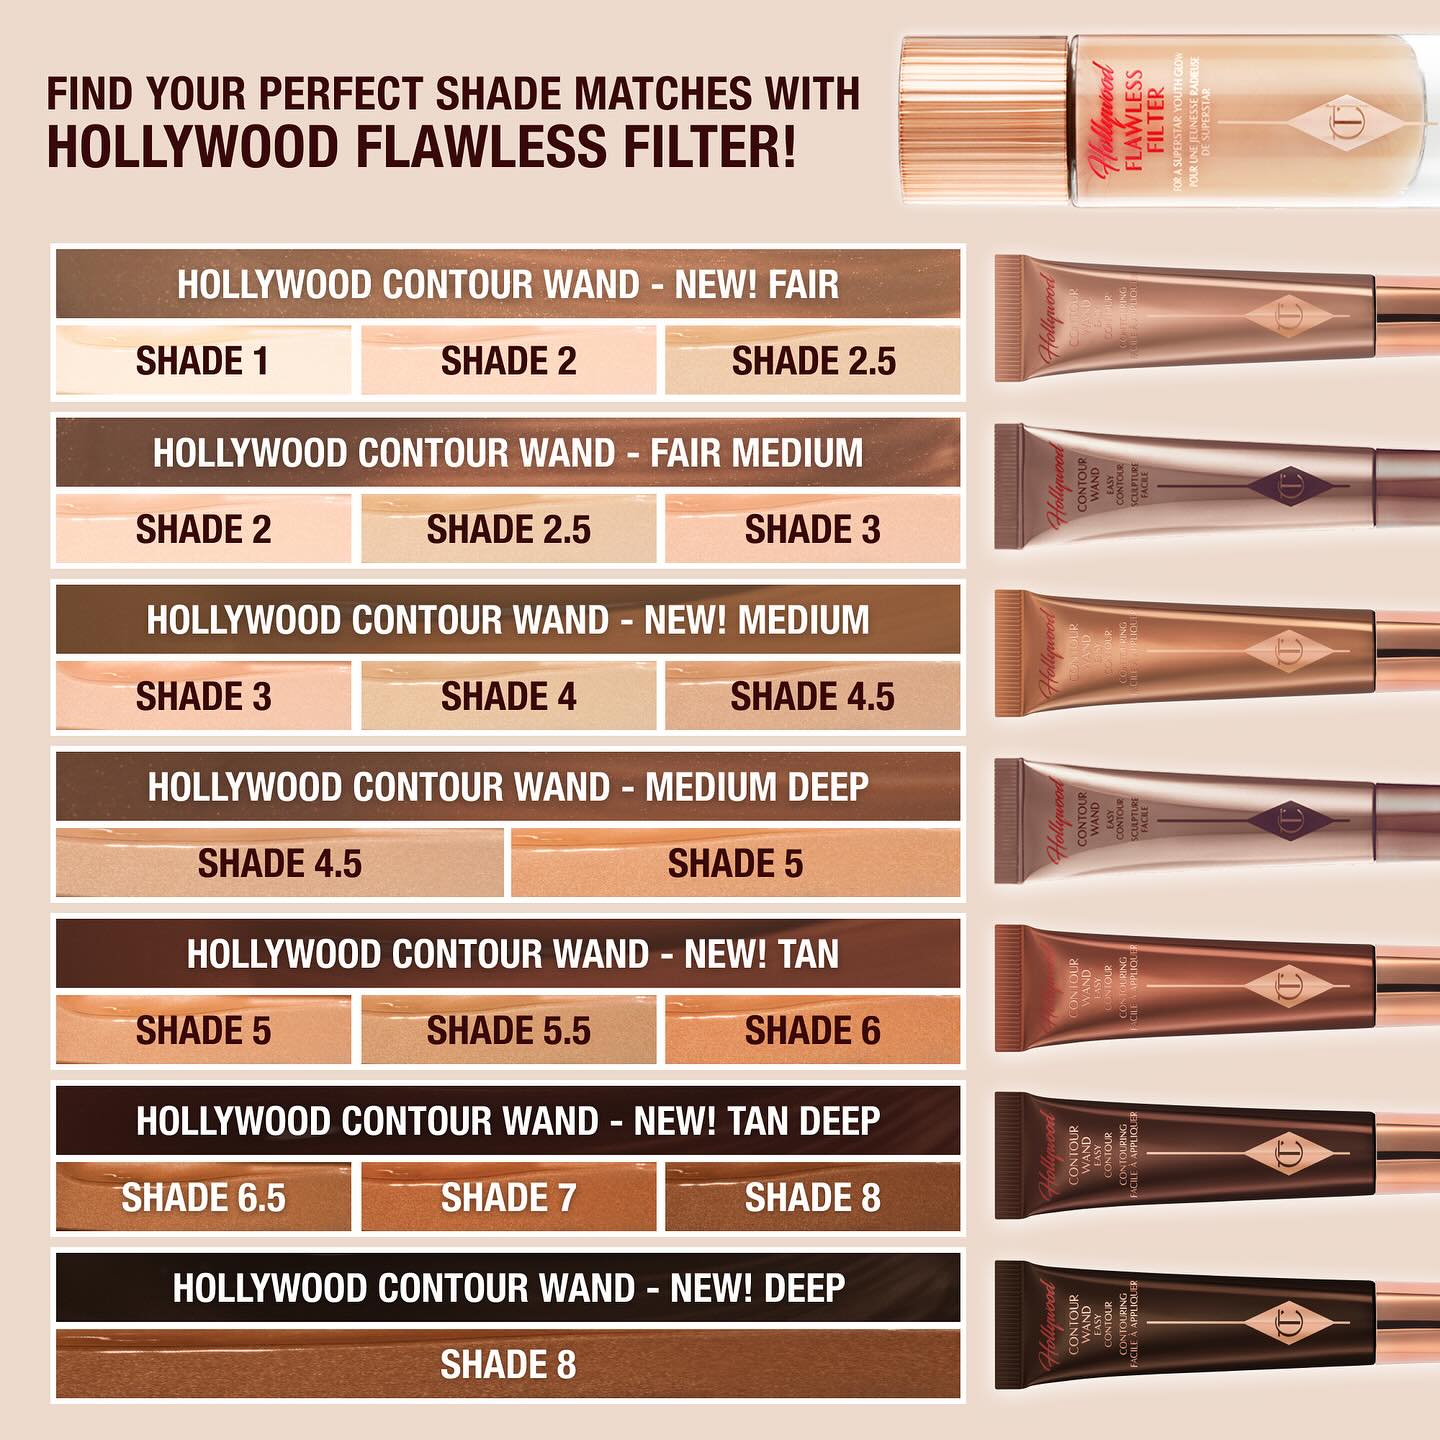 FIND YOUR PERFECT SHADE MATCHES WITH
HOLLYWOOD FLAWLESS FILTER!
Hollywood
FLAWLESS
FILTER
FOR A SUPERSTAR YOUTH GLOW
POUR UNE JEUNESSE RADIEUSE
DE SUPERSTAR
CT
HOLLYWOOD CONTOUR WAND - NEW! FAIR
SHADE 1 SHADE 2 SHADE 2.5
Hollywood
CONTOUR
WAND
EASY
CONTOUR
CONTOURING
FACILE À APPLIQUER
CT
HOLLYWOOD CONTOUR WAND - FAIR MEDIUM
SHADE 2 SHADE 2.5 SHADE 3
Hollywood
CONTOUR
WAND
EASY
CONTOUR
SCULPTURE
FACILE
CT
HOLLYWOOD CONTOUR WAND - NEW! MEDIUM
SHADE 3 SHADE 4 SHADE 4.5
Hollywood
CONTOUR
WAND
EASY
CONTOUR
CONTOURING
FACILE À APPLIQUER
CT
HOLLYWOOD CONTOUR WAND - MEDIUM DEEP
SHADE 4.5 SHADE 5
Hollywood
CONTOUR
WAND
EASY
CONTOUR
SCULPTURE
FACILE
CT
HOLLYWOOD CONTOUR WAND - NEW! TAN
SHADE 5 SHADE 5.5 SHADE 6
Hollywood
CONTOUR
WAND
EASY
CONTOUR
CONTOURING
FACILE À APPLIQUER
CT
HOLLYWOOD CONTOUR WAND - NEW! TAN DEEP
SHADE 6.5 SHADE 7 SHADE 8
Hollywood
CONTOUR
WAND
EASY
CONTOUR
CONTOURING
FACILE À APPLIQUER
CT
HOLLYWOOD CONTOUR WAND - NEW! DEEP
SHADE 8
Hollywood
CONTOUR
WAND
EASY
CONTOUR
CONTOURING
FACILE À APPLIQUER
CT